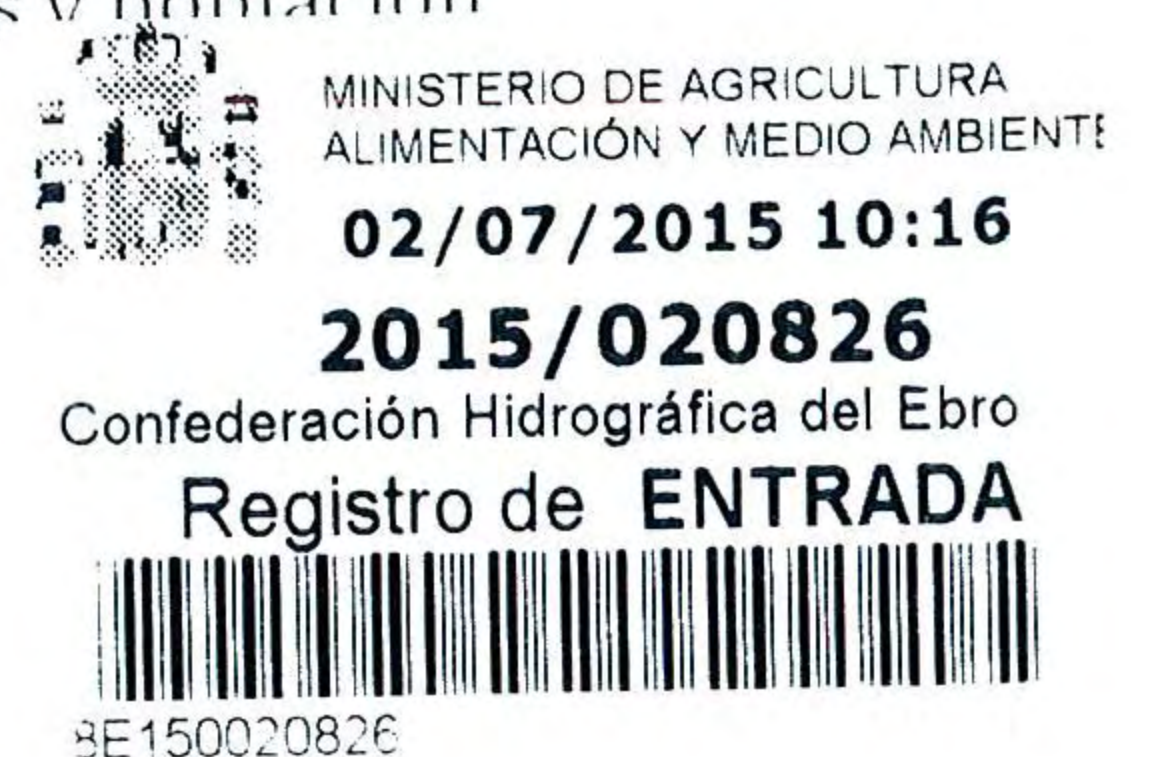 MINISTERIO DE AGRICULTURA
ALIMENTACIÓN Y MEDIO AMBIENTE
02/07/2015 10:16
2015/020826
Confederación Hidrográfica del Ebro
Registro de ENTRADA
8E150020826